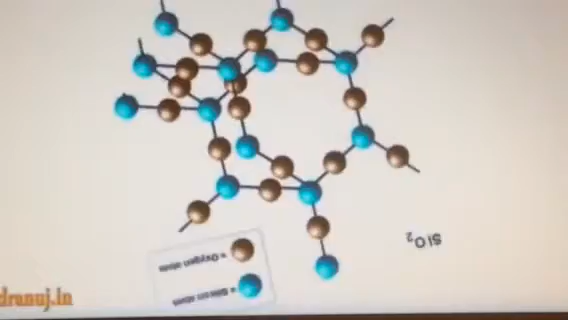 SiO2
= Oxygen atom
= Silicon atom
dranuj.in